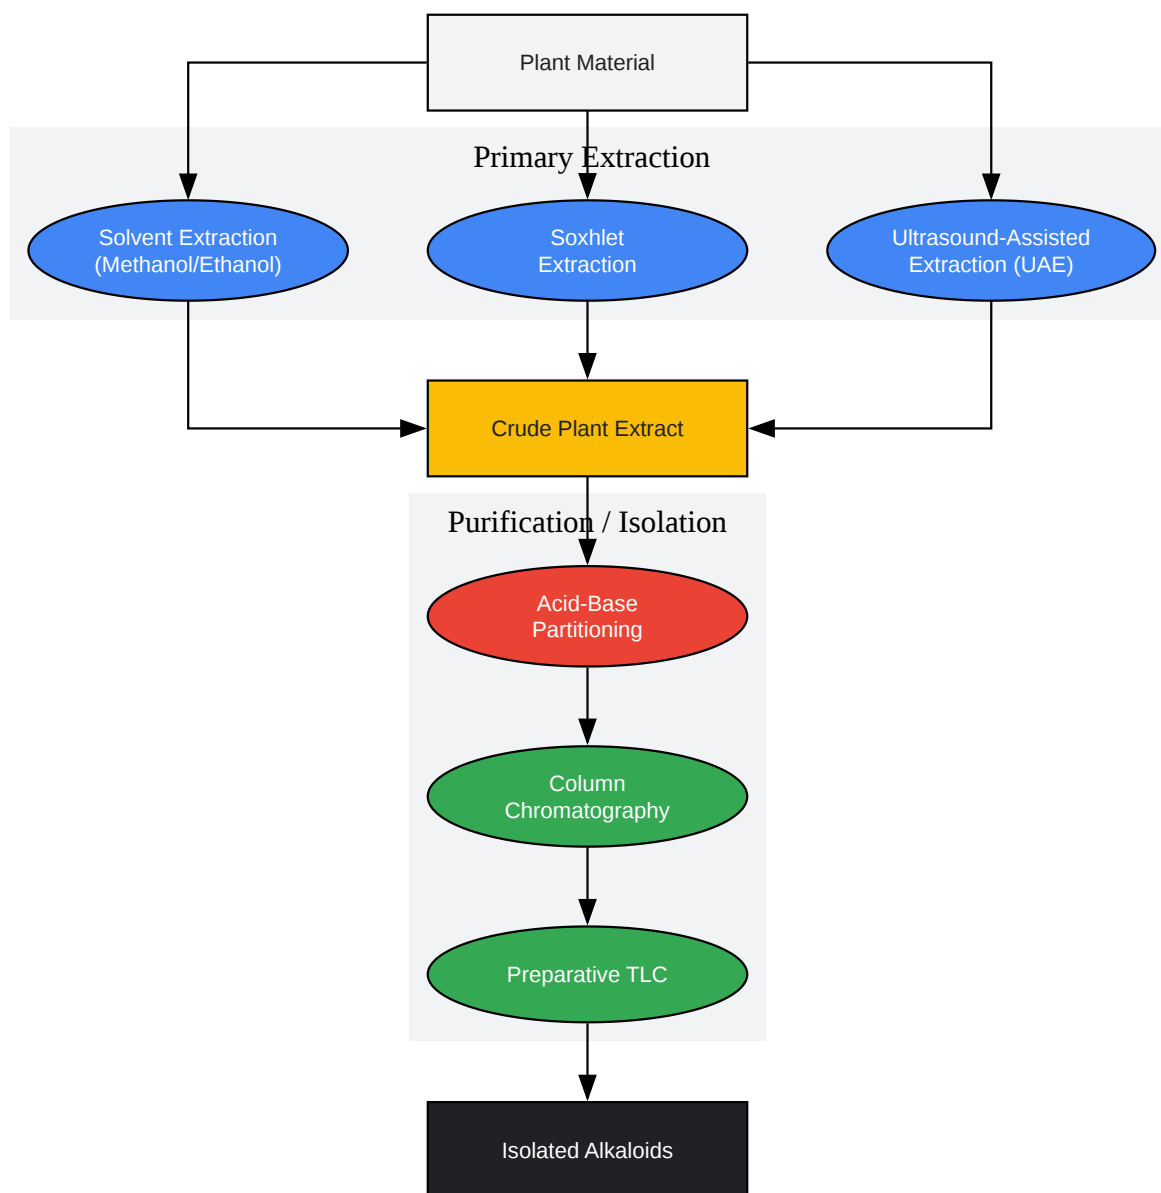 Plant Material
Primary Extraction
Solvent Extraction
(Methanol/Ethanol)
Soxhlet
Extraction
Ultrasound-Assisted
Extraction (UAE)
Crude Plant Extract
Purification / Isolation
Acid-Base
Partitioning
Column
Chromatography
Preparative TLC
Isolated Alkaloids